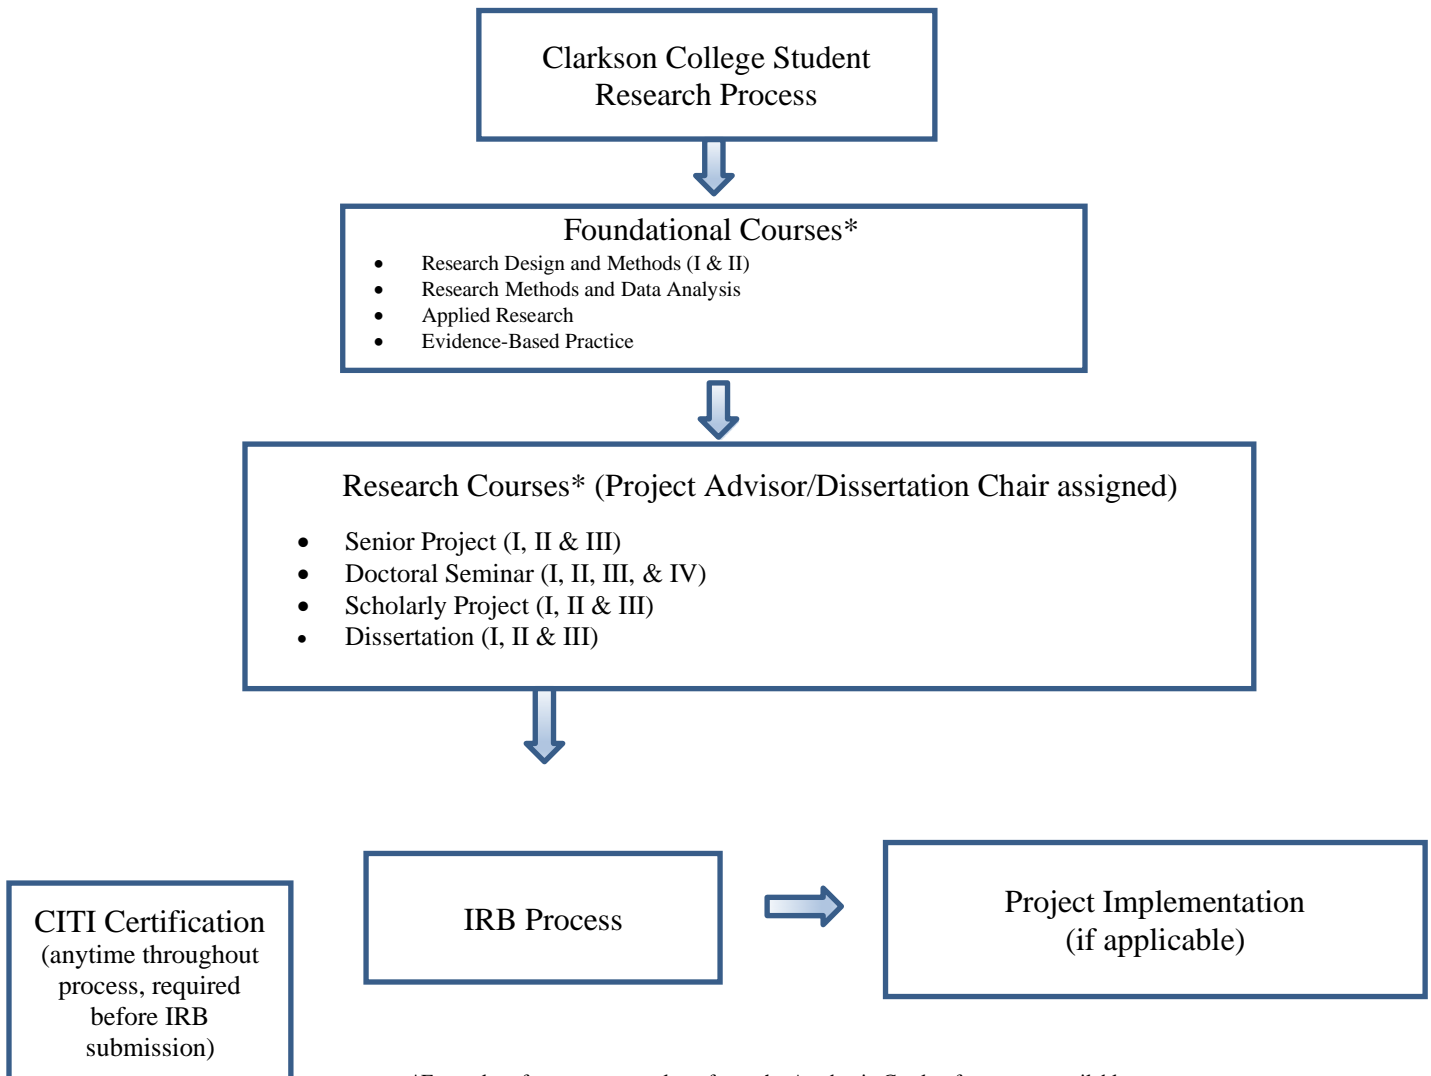 Clarkson College Student
Research Process
Foundational Courses*
• Research Design and Methods (I & II)
• Research Methods and Data Analysis
• Applied Research
• Evidence-Based Practice
Research Courses* (Project Advisor/Dissertation Chair assigned)
• Senior Project (I, II & III)
• Doctoral Seminar (I, II, III, & IV)
• Scholarly Project (I, II & III)
• Dissertation (I, II & III)
CITI Certification
(anytime throughout
process, required
before IRB
submission)
IRB Process
Project Implementation
(if applicable)